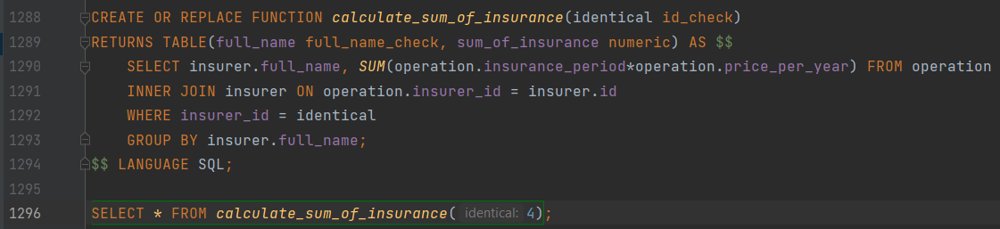 1288 CREATE OR REPLACE FUNCTION calculate_sum_of_insurance(identical id_check)
1289 RETURNS TABLE(full_name full_name_check, sum_of_insurance numeric) AS $$
1290 SELECT insurer.full_name, SUM(operation.insurance_period*operation.price_per_year) FROM operation
1291 INNER JOIN insurer ON operation.insurer_id = insurer.id
1292 WHERE insurer_id = identical
1293 GROUP BY insurer.full_name;
1294 $$ LANGUAGE SQL;
1295
1296 SELECT * FROM calculate_sum_of_insurance( identical: 4);